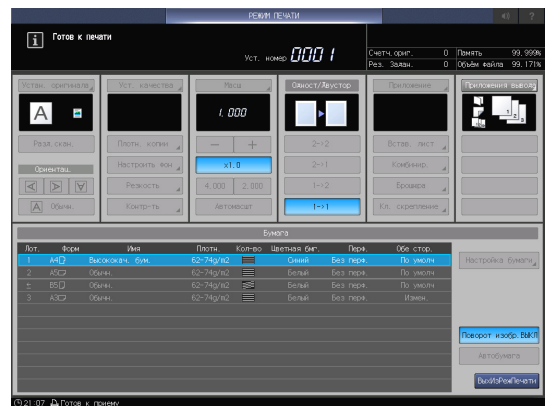 РЕЖИМ ПЕЧАТИ
Готов к печати
Уст. номер 0001
Счетч.ориг. 0 Память 99.999%
Рез. Задан. 0 Объём файла 99.171%
Устан. оригинала Уст. качества Масш Одност/Двустор Приложение Приложения вывода
A 1.000 1 2 3
Разл.скан. Плотн. копии − + 2->2 Встав. лист
Ориентац. Настроить фон x1.0 2->1 Комбинир.
Резкость 4.000 2.000 1->2 Брошюра
A Обычн. Контр-ть Автомасшт 1->1 Кл. скрепление
Бумага
Лот. Форм Имя Плотн. Кол-во Цветная бмг. Перф. Обе стор.
1 A4 Высококач. бум. 62-74g/m2 Синий Без перф. По умолч
2 A5 Обычн. 62-74g/m2 Белый Без перф. По умолч
B5 Обычн. 62-74g/m2 Белый Без перф. По умолч
3 A3 Обычн. 62-74g/m2 Белый Без перф. Измен.
Настройка бумаги
Поворот изобр.ВЫКЛ
Автобумага
ВыхИзРежПечати
21:07 Готов к приему